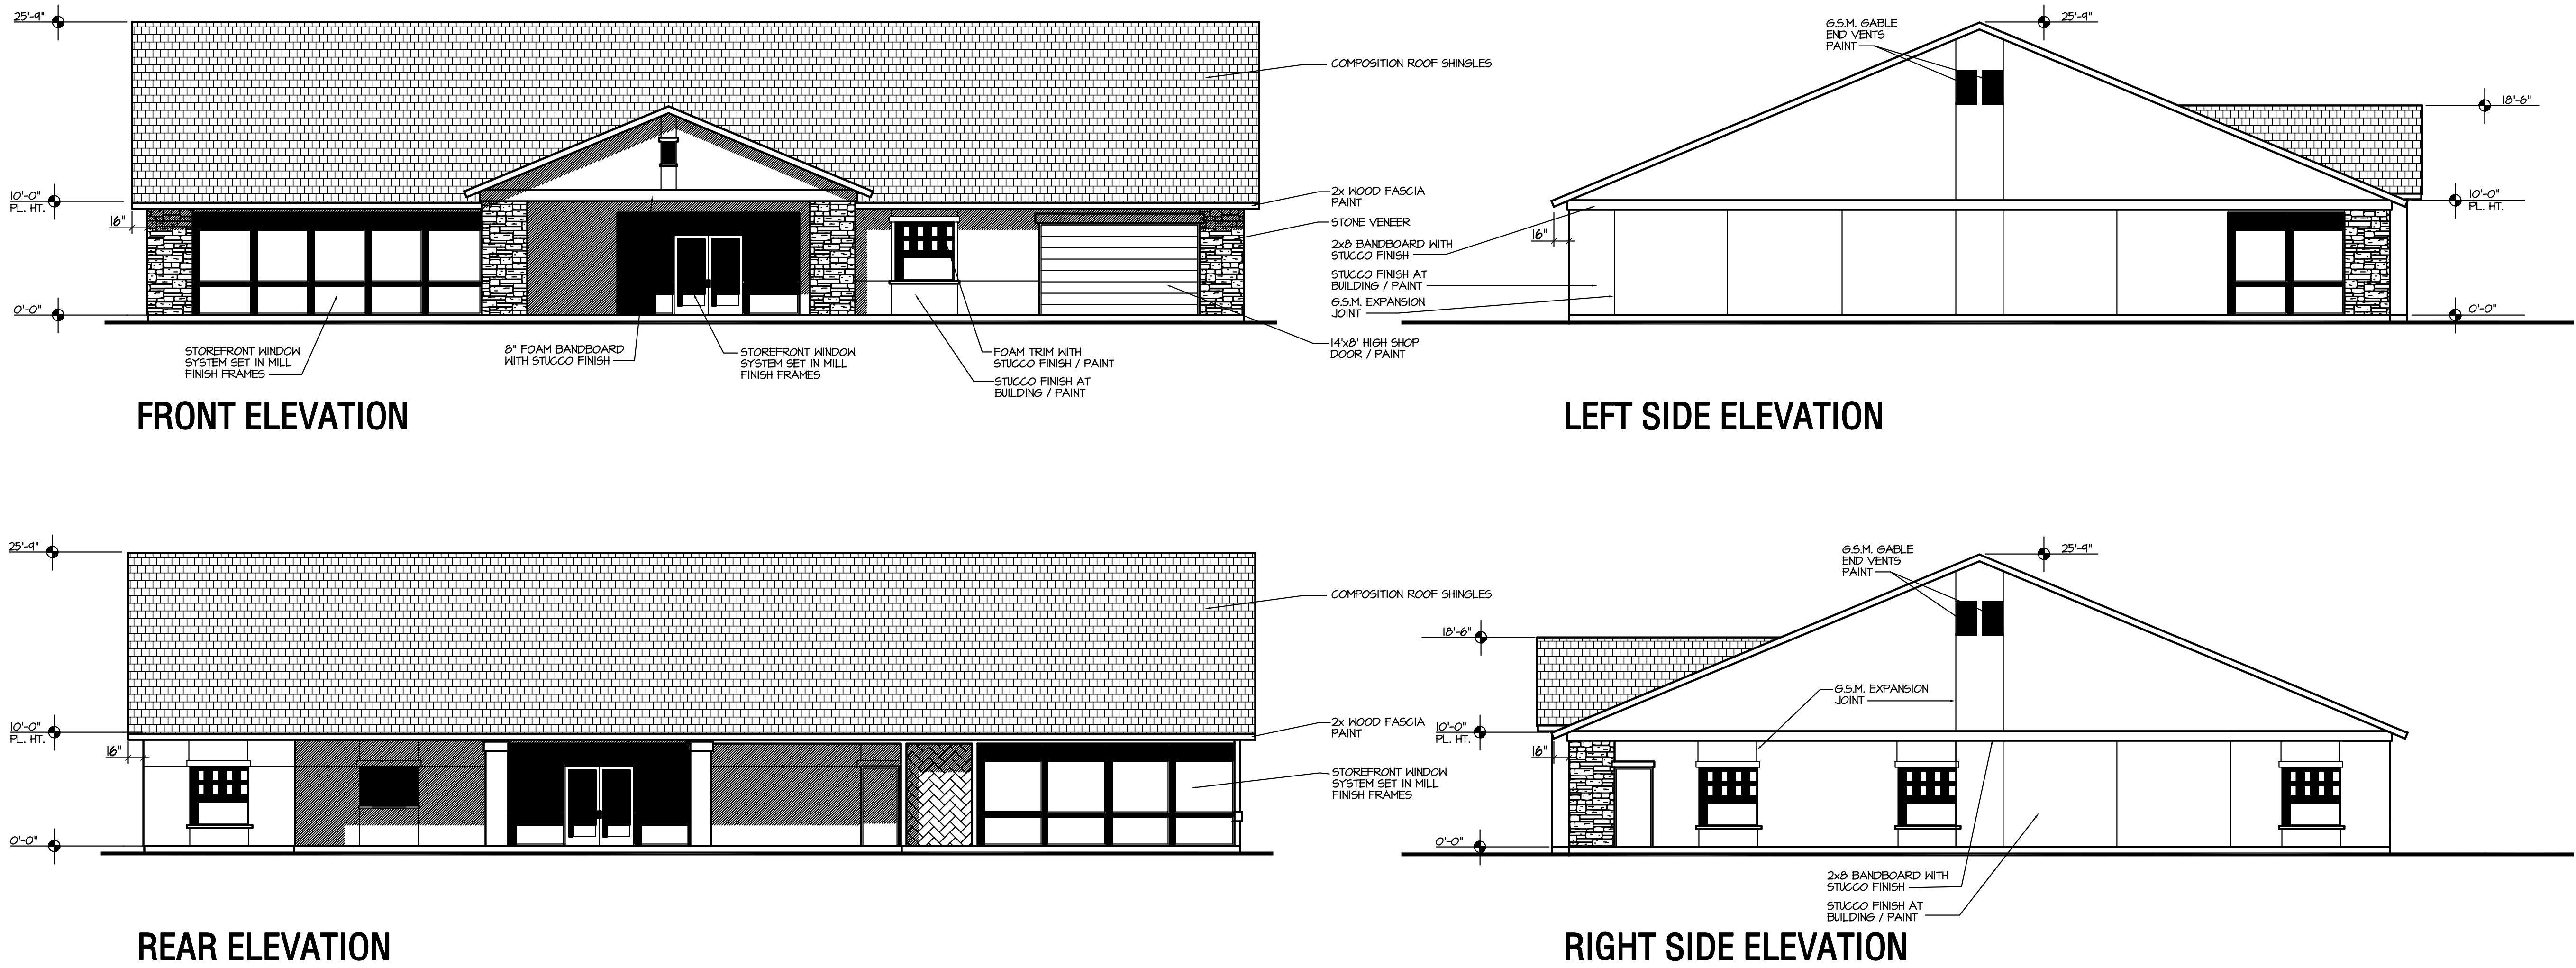 25'-9"
10'-0"
PL. HT.
16"
0'-0"
COMPOSITION ROOF SHINGLES
2x WOOD FASCIA
PAINT
STONE VENEER
2x8 BANDBOARD WITH
STUCCO FINISH
STUCCO FINISH AT
BUILDING / PAINT
G.S.M. EXPANSION
JOINT
14'x8' HIGH SHOP
DOOR / PAINT
STOREFRONT WINDOW
SYSTEM SET IN MILL
FINISH FRAMES
8" FOAM BANDBOARD
WITH STUCCO FINISH
STOREFRONT WINDOW
SYSTEM SET IN MILL
FINISH FRAMES
FOAM TRIM WITH
STUCCO FINISH / PAINT
STUCCO FINISH AT
BUILDING / PAINT
FRONT ELEVATION
G.S.M. GABLE
END VENTS
PAINT
25'-9"
18'-6"
10'-0"
PL. HT.
16"
0'-0"
LEFT SIDE ELEVATION
25'-9"
10'-0"
PL. HT.
16"
0'-0"
COMPOSITION ROOF SHINGLES
2x WOOD FASCIA
PAINT
STOREFRONT WINDOW
SYSTEM SET IN MILL
FINISH FRAMES
REAR ELEVATION
G.S.M. GABLE
END VENTS
PAINT
25'-9"
18'-6"
G.S.M. EXPANSION
JOINT
10'-0"
PL. HT.
16"
0'-0"
2x8 BANDBOARD WITH
STUCCO FINISH
STUCCO FINISH AT
BUILDING / PAINT
RIGHT SIDE ELEVATION